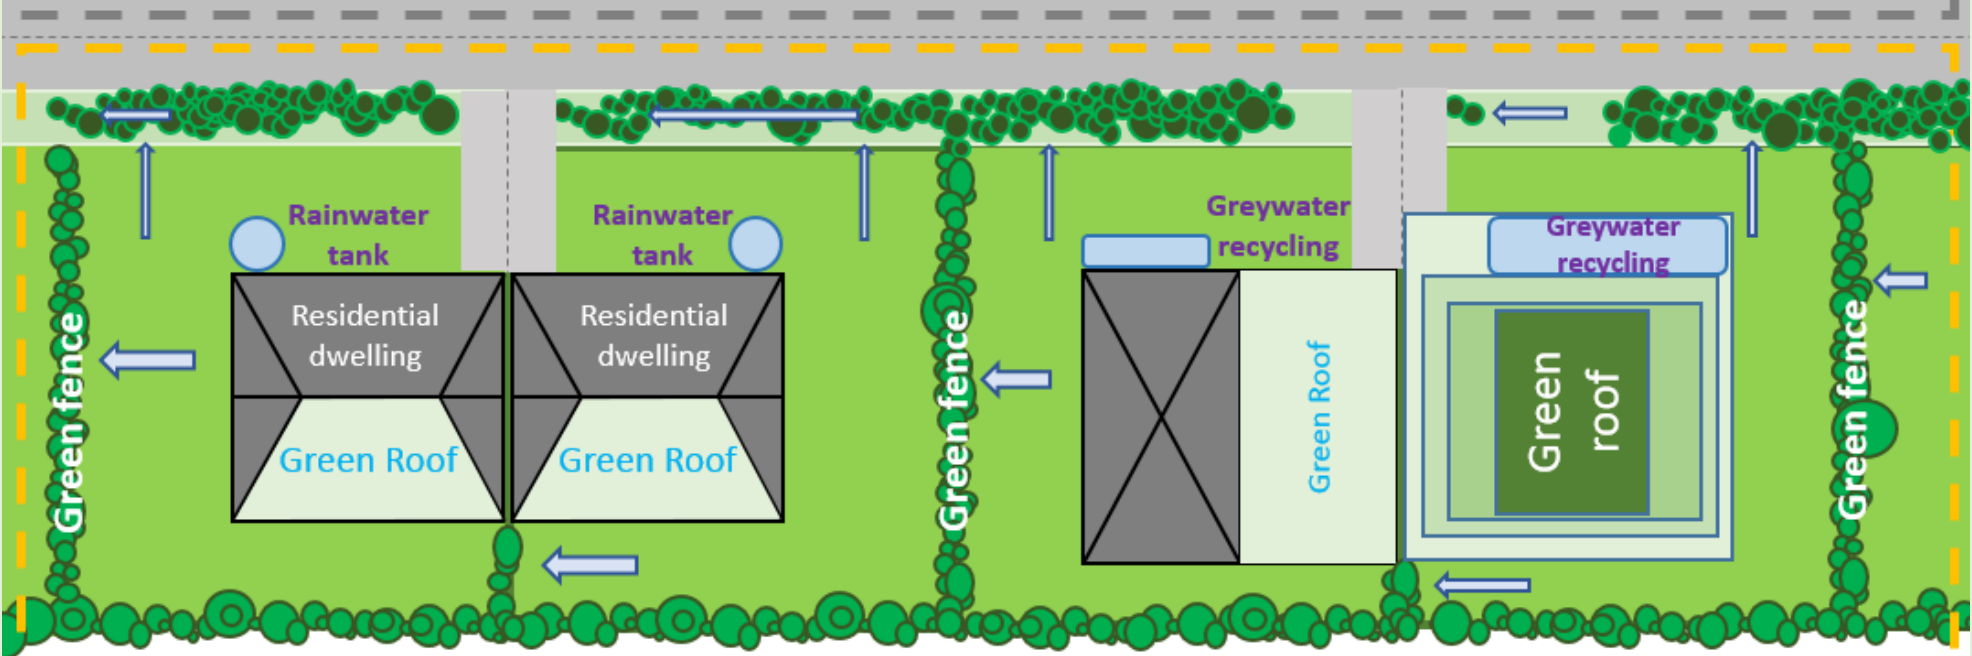 Rainwater
tank
Rainwater
tank
Greywater
recycling
Greywater
recycling
Residential
dwelling
Residential
dwelling
Green Roof
Green Roof
Green Roof
Green
roof
Green fence
Green fence
Green fence